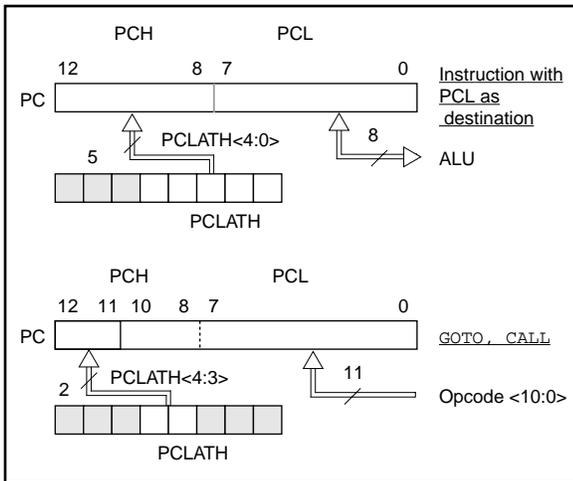 PCH PCL
12 8 7 0
PC
Instruction with
PCL as
destination
PCLATH<4:0>
5
8
ALU
PCLATH
PCH PCL
12 11 10 8 7 0
PC
GOTO, CALL
PCLATH<4:3>
2
11
Opcode <10:0>
PCLATH